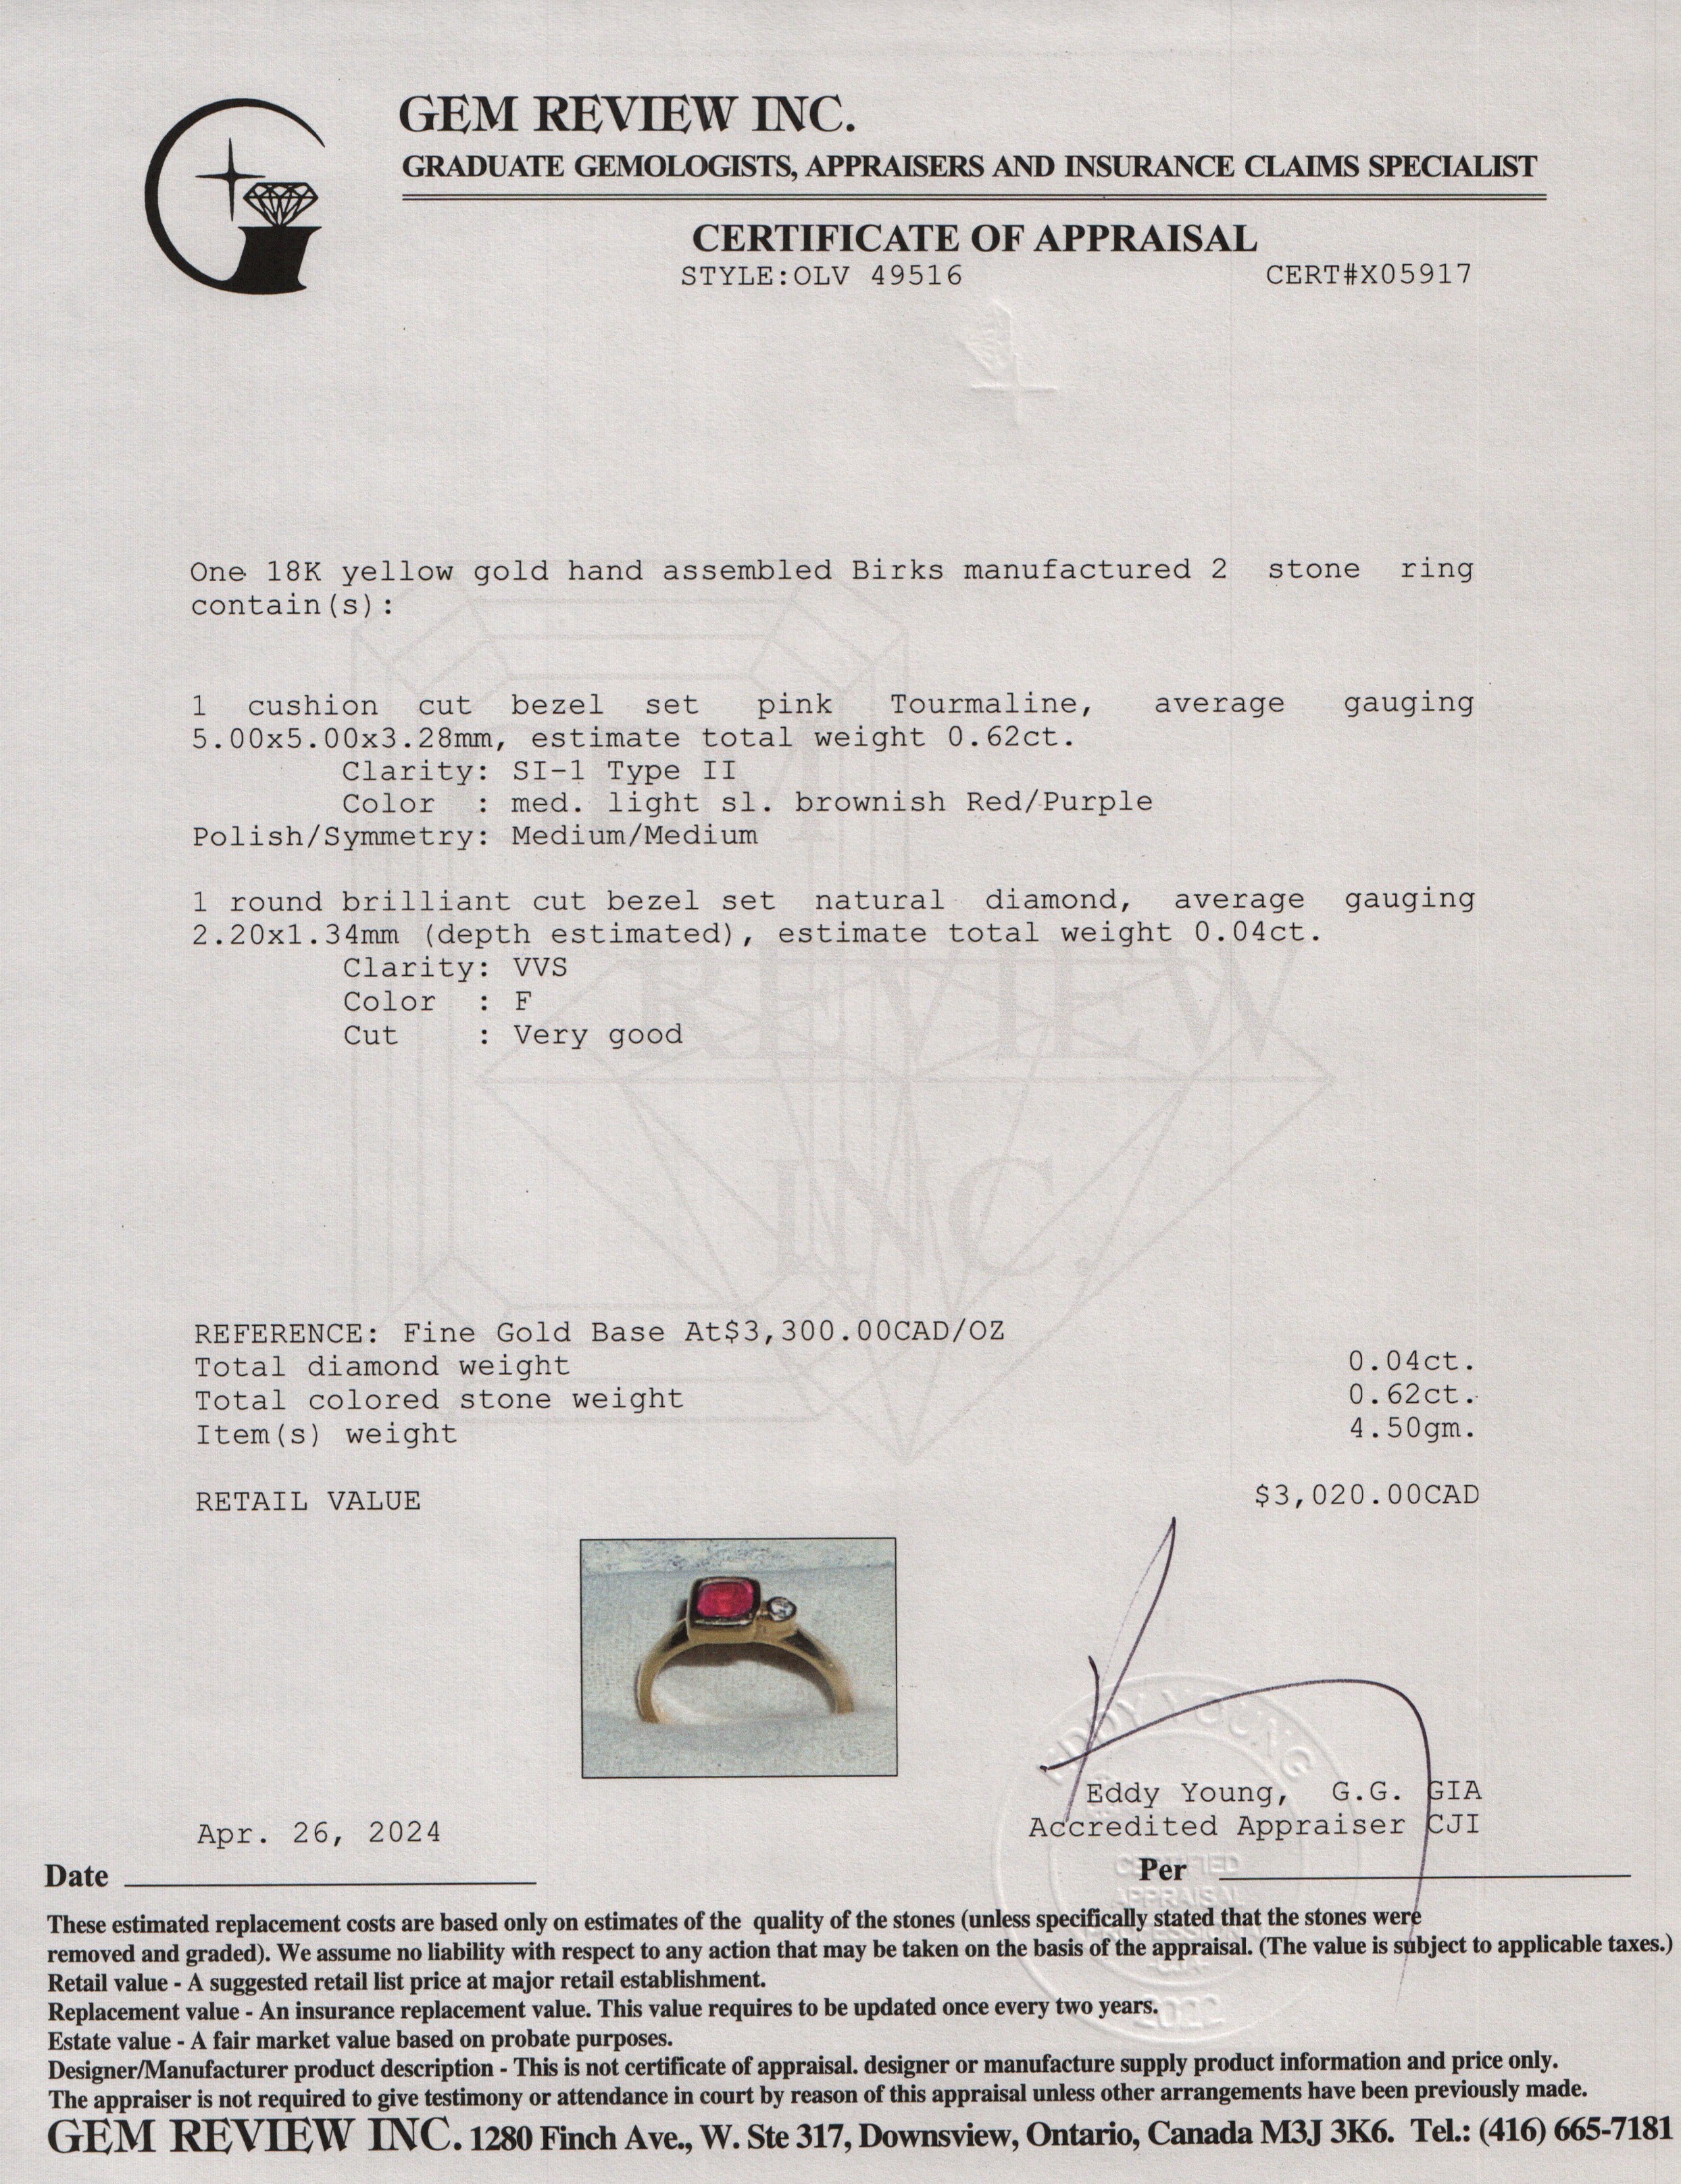 GEM REVIEW INC.
GRADUATE GEMOLOGISTS, APPRAISERS AND INSURANCE CLAIMS SPECIALIST
CERTIFICATE OF APPRAISAL
STYLE:OLV 49516 CERT#X05917
One 18K yellow gold hand assembled Birks manufactured 2 stone ring
contain(s):
1 cushion cut bezel set pink Tourmaline, average gauging
5.00x5.00x3.28mm, estimate total weight 0.62ct.
Clarity: SI-1 Type II
Color : med. light sl. brownish Red/Purple
Polish/Symmetry: Medium/Medium
1 round brilliant cut bezel set natural diamond, average gauging
2.20x1.34mm (depth estimated), estimate total weight 0.04ct.
Clarity: VVS
Color : F
Cut : Very good
REVIEW
INC.
REFERENCE: Fine Gold Base At$3,300.00CAD/OZ
Total diamond weight 0.04ct.
Total colored stone weight 0.62ct.
Item(s) weight 4.50gm.
RETAIL VALUE $3,020.00CAD
EDDY YOUNG
Eddy Young, G.G. GIA
Apr. 26, 2024 Accredited Appraiser CJI
Date Per
CERTIFIED
APPRAISAL
2022
These estimated replacement costs are based only on estimates of the quality of the stones (unless specifically stated that the stones were
removed and graded). We assume no liability with respect to any action that may be taken on the basis of the appraisal. (The value is subject to applicable taxes.)
Retail value - A suggested retail list price at major retail establishment.
Replacement value - An insurance replacement value. This value requires to be updated once every two years.
Estate value - A fair market value based on probate purposes.
Designer/Manufacturer product description - This is not certificate of appraisal. designer or manufacture supply product information and price only.
The appraiser is not required to give testimony or attendance in court by reason of this appraisal unless other arrangements have been previously made.
GEM REVIEW INC. 1280 Finch Ave., W. Ste 317, Downsview, Ontario, Canada M3J 3K6. Tel.: (416) 665-7181